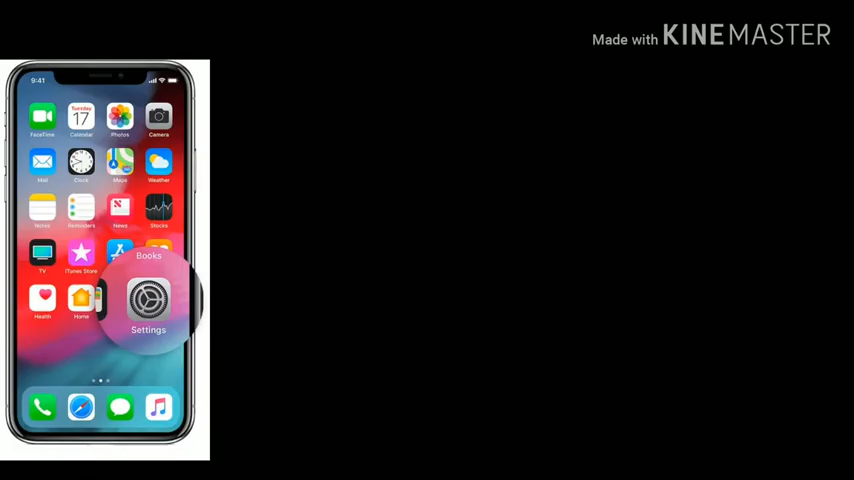 Made with KINEMASTER
9:41
Tuesday
17
FaceTime Calendar Photos Camera
Mail Clock Maps Weather
Notes Reminders News Stocks
TV iTunes Store
Books
Health Home
Settings